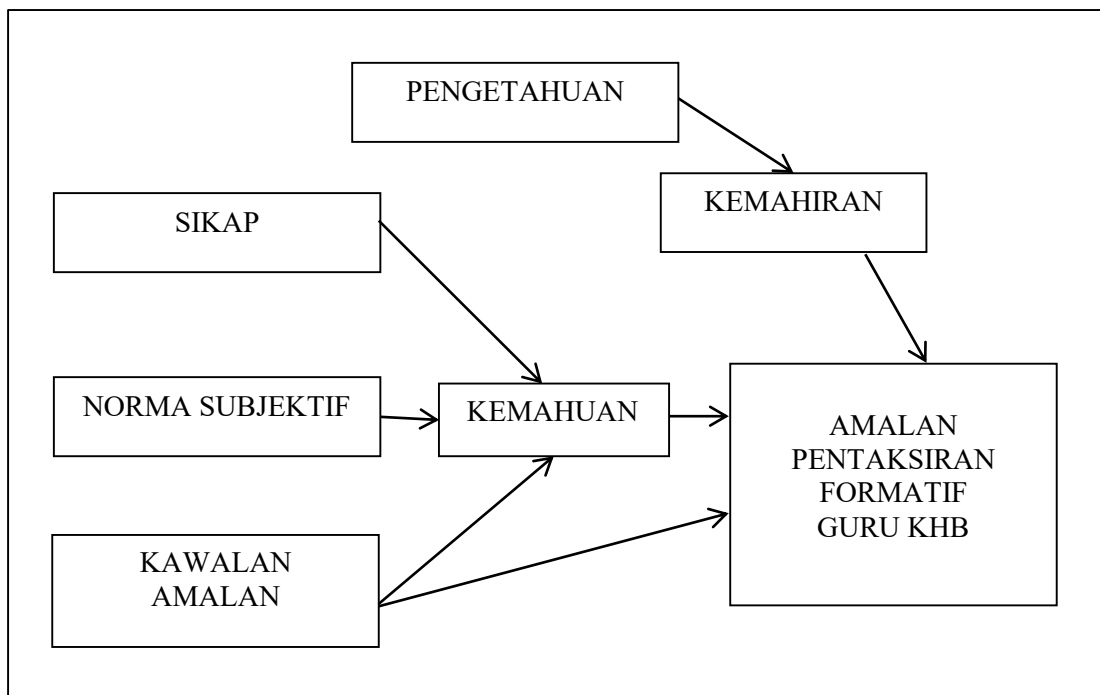 PENGETAHUAN
KEMAHIRAN
SIKAP
NORMA SUBJEKTIF
KEMAHUAN
AMALAN
PENTAKSIRAN
FORMATIF
GURU KHB
KAWALAN
AMALAN